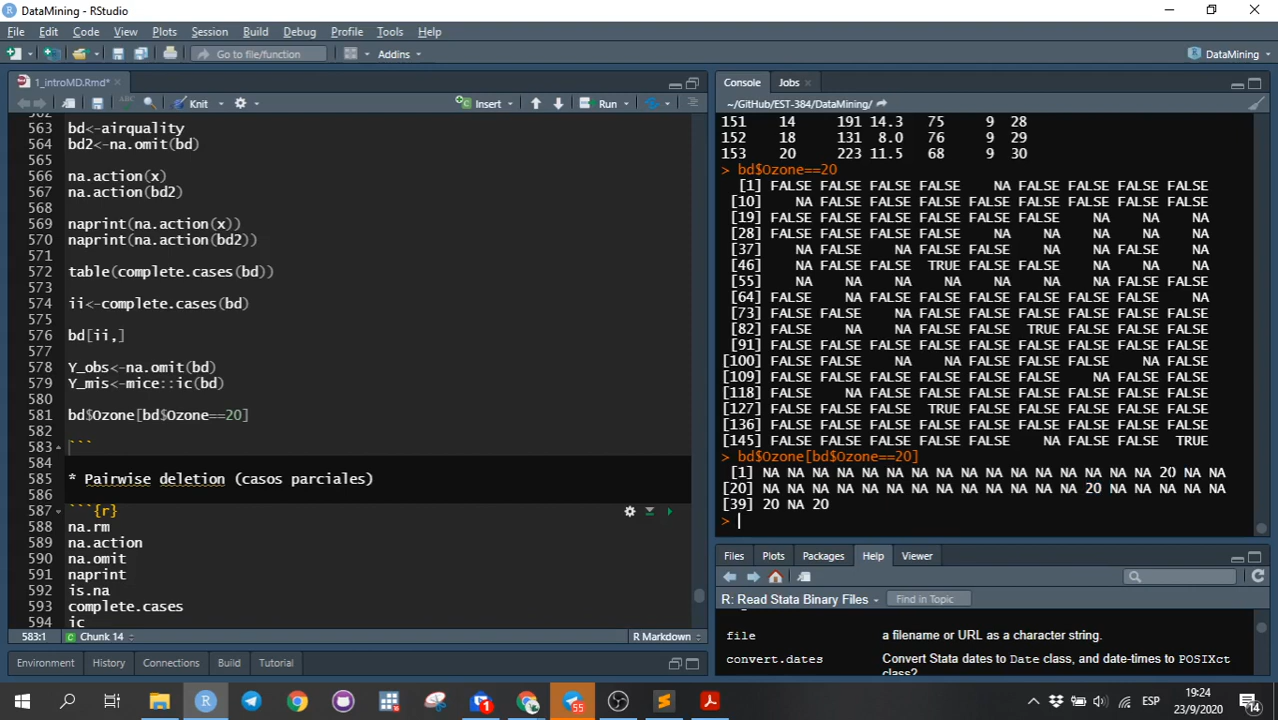 DataMining - RStudio
File Edit Code View Plots Session Build Debug Profile Tools Help
Go to file/function Addins DataMining
1_introMD.Rmd*
Knit Insert Run
563 bd<-airquality
564 bd2<-na.omit(bd)
565
566 na.action(x)
567 na.action(bd2)
568
569 naprint(na.action(x))
570 naprint(na.action(bd2))
571
572 table(complete.cases(bd))
573
574 ii<-complete.cases(bd)
575
576 bd[ii,]
577
578 Y_obs<-na.omit(bd)
579 Y_mis<-mice::ic(bd)
580
581 bd$Ozone[bd$Ozone==20]
582
583 ```
584
585 * Pairwise deletion (casos parciales)
586
587 ```{r}
588 na.rm
589 na.action
590 na.omit
591 naprint
592 is.na
593 complete.cases
594 ic
583:1 Chunk 14 R Markdown
Environment History Connections Build Tutorial
Console Jobs
~/GitHub/EST-384/DataMining/
151 14 191 14.3 75 9 28
152 18 131 8.0 76 9 29
153 20 223 11.5 68 9 30
> bd$Ozone==20
[1] FALSE FALSE FALSE FALSE NA FALSE FALSE FALSE FALSE
[10] NA FALSE FALSE FALSE FALSE FALSE FALSE FALSE FALSE
[19] FALSE FALSE FALSE FALSE FALSE FALSE NA NA NA
[28] FALSE FALSE FALSE FALSE NA NA NA NA NA
[37] NA FALSE NA FALSE FALSE NA NA FALSE NA
[46] NA FALSE FALSE TRUE FALSE FALSE NA NA NA
[55] NA NA NA NA NA NA NA FALSE FALSE
[64] FALSE NA FALSE FALSE FALSE FALSE FALSE FALSE NA
[73] FALSE FALSE NA FALSE FALSE FALSE FALSE FALSE FALSE
[82] FALSE NA NA FALSE FALSE TRUE FALSE FALSE FALSE
[91] FALSE FALSE FALSE FALSE FALSE FALSE FALSE FALSE FALSE
[100] FALSE FALSE NA NA FALSE FALSE FALSE NA FALSE
[109] FALSE FALSE FALSE FALSE FALSE FALSE NA FALSE FALSE
[118] FALSE NA FALSE FALSE FALSE FALSE FALSE FALSE FALSE
[127] FALSE FALSE FALSE TRUE FALSE FALSE FALSE FALSE FALSE
[136] FALSE FALSE FALSE FALSE FALSE FALSE FALSE FALSE FALSE
[145] FALSE FALSE FALSE FALSE FALSE NA FALSE FALSE TRUE
> bd$Ozone[bd$Ozone==20]
[1] NA NA NA NA NA NA NA NA NA NA NA NA NA NA NA NA 20 NA NA
[20] NA NA NA NA NA NA NA NA NA NA NA NA NA 20 NA NA NA NA NA
[39] 20 NA 20
>
Files Plots Packages Help Viewer
R: Read Stata Binary Files Find in Topic
file a filename or URL as a character string.
convert.dates Convert Stata dates to Date class, and date-times to POSIXct
class?
55 1 ESP 19:24 23/9/2020 14